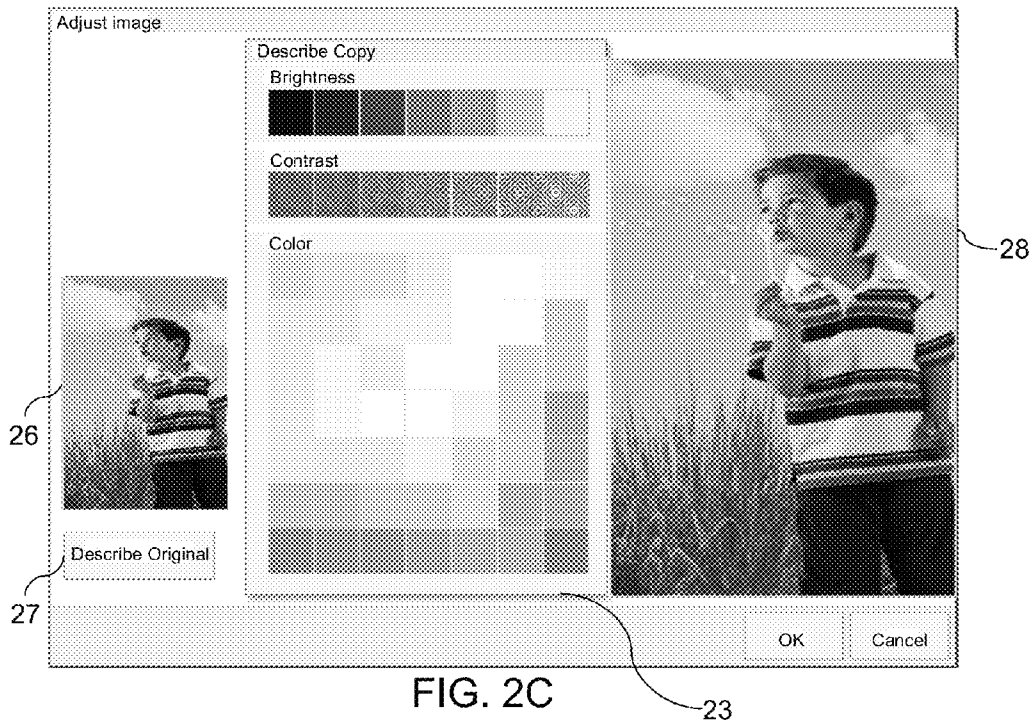 Adjust image
Describe Copy
Brightness
Contrast
Color
28
26
Describe Original
27
OK Cancel
FIG. 2C
23